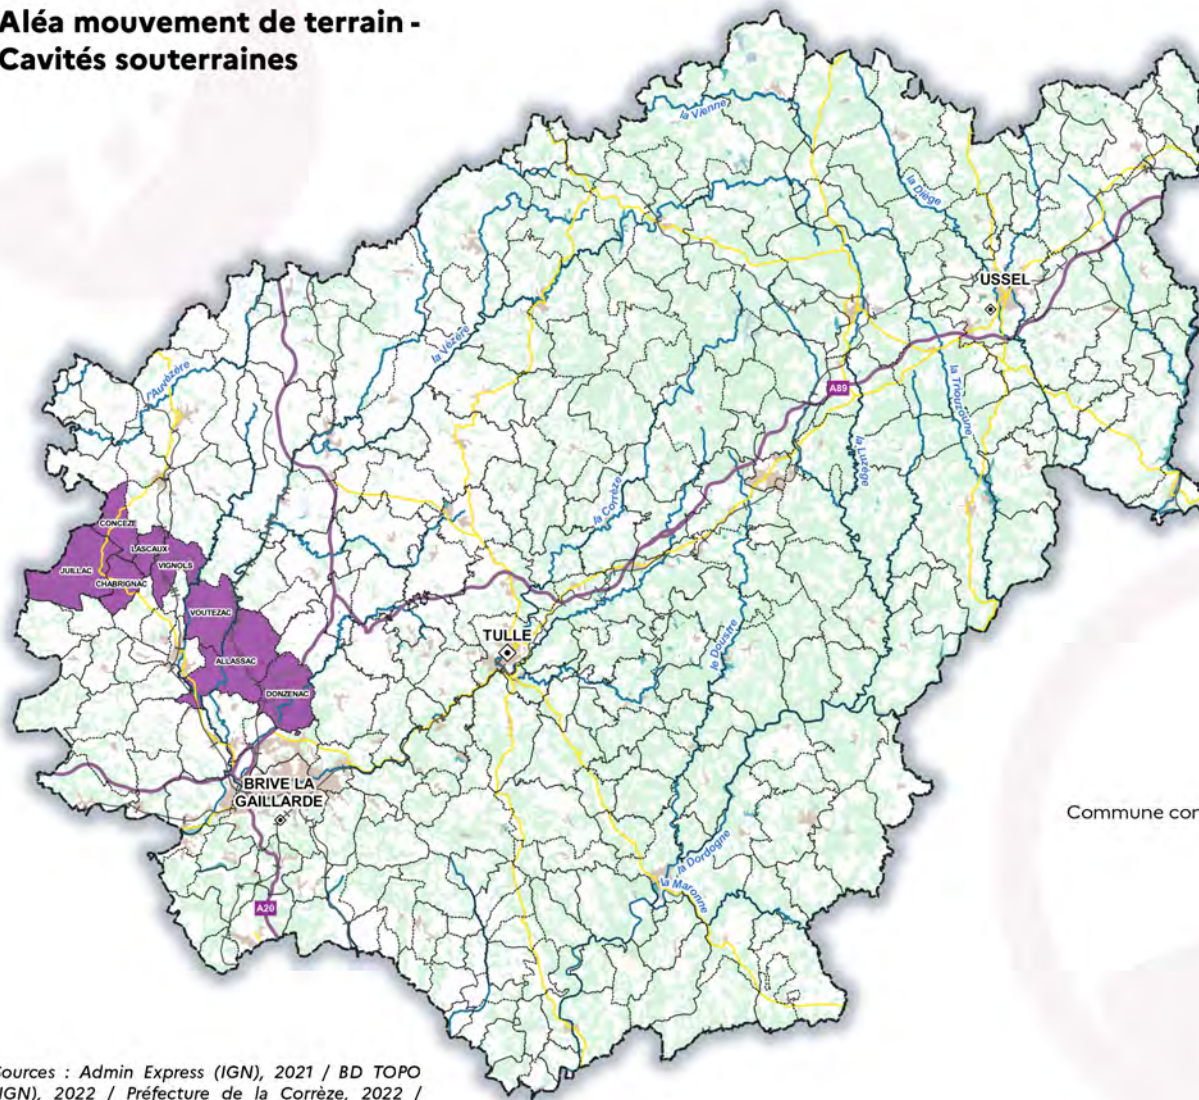 Aléa mouvement de terrain -
Cavités souterraines
la Vienne
la Diège
USSEL
la Vézère
l'Auvézère
A89
la Triouzoune
la Luzège
la Corrèze
CONCEZE
LASCAUX
JUILLAC
VIGNOLS
CHABRIGNAC
VOUTEZAC
TULLE
le Doustre
ALLASSAC
DONZENAC
BRIVE LA
GAILLARDE
Commune con
la Dordogne
la Maronne
A20
Sources : Admin Express (IGN), 2021 / BD TOPO
(IGN), 2022 / Préfecture de la Corrèze, 2022 /